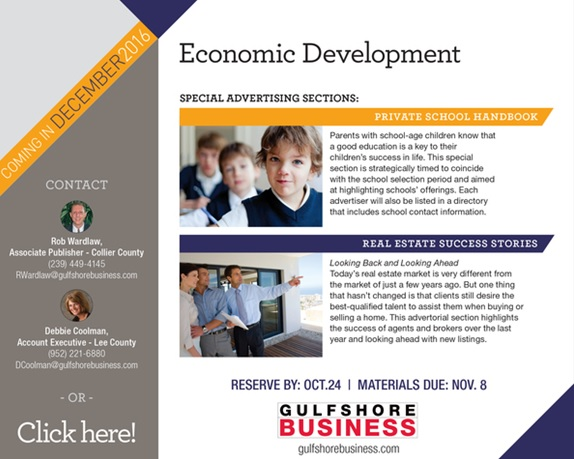 COMING IN DECEMBER2016
CONTACT
Rob Wardlaw,
Associate Publisher - Collier County
(239) 449-4145
RWardlaw@gulfshorebusiness.com
Debbie Coolman,
Account Executive - Lee County
(952) 221-6880
DCoolman@gulfshorebusiness.com
- OR -
Click here!
Economic Development
SPECIAL ADVERTISING SECTIONS:
PRIVATE SCHOOL HANDBOOK
Parents with school-age children know that
a good education is a key to their
children's success in life. This special
section is strategically timed to coincide
with the school selection period and aimed
at highlighting schools' offerings. Each
advertiser will also be listed in a directory
that includes school contact information.
REAL ESTATE SUCCESS STORIES
Looking Back and Looking Ahead
Today's real estate market is very different from
the market of just a few years ago. But one thing
that hasn't changed is that clients still desire the
best-qualified talent to assist them when buying or
selling a home. This advertorial section highlights
the success of agents and brokers over the last
year and looking ahead with new listings.
RESERVE BY: OCT.24 | MATERIALS DUE: NOV. 8
GULFSHORE
BUSINESS
gulfshorebusiness.com